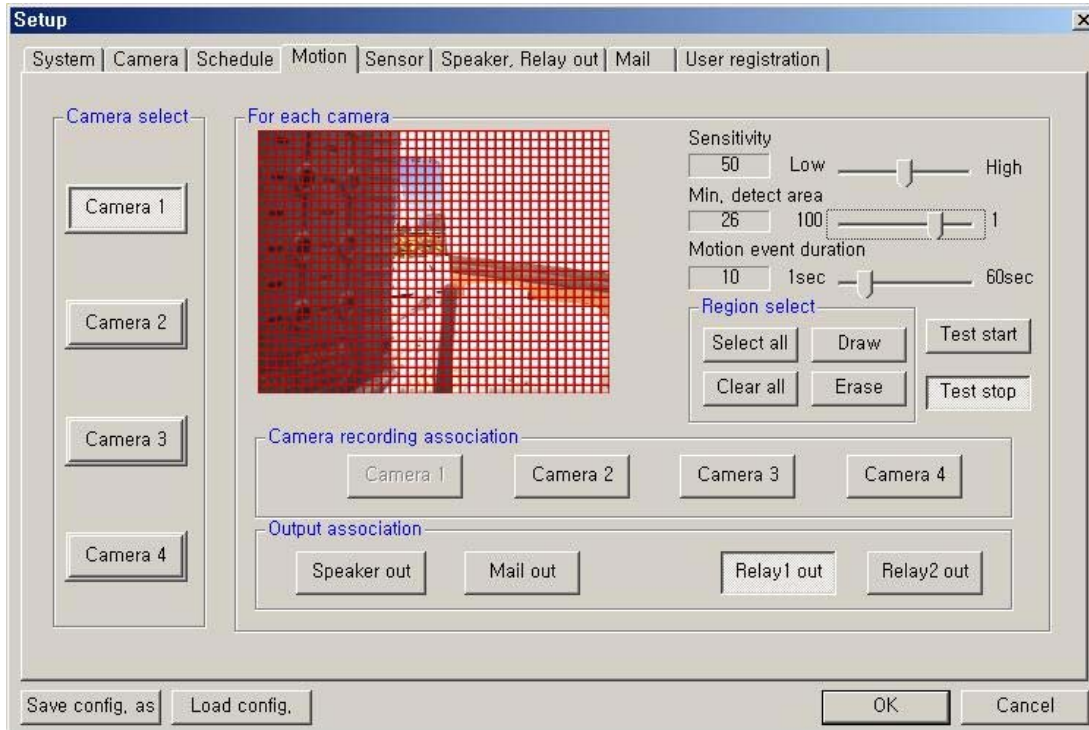 Setup
System Camera Schedule Motion Sensor Speaker, Relay out Mail User registration
Camera select
Camera 1
Camera 2
Camera 3
Camera 4
For each camera
Sensitivity
50 Low High
Min, detect area
26 100 1
Motion event duration
10 1sec 60sec
Region select
Select all Draw
Clear all Erase
Test start
Test stop
Camera recording association
Camera 1 Camera 2 Camera 3 Camera 4
Output association
Speaker out Mail out Relay1 out Relay2 out
Save config, as Load config, OK Cancel